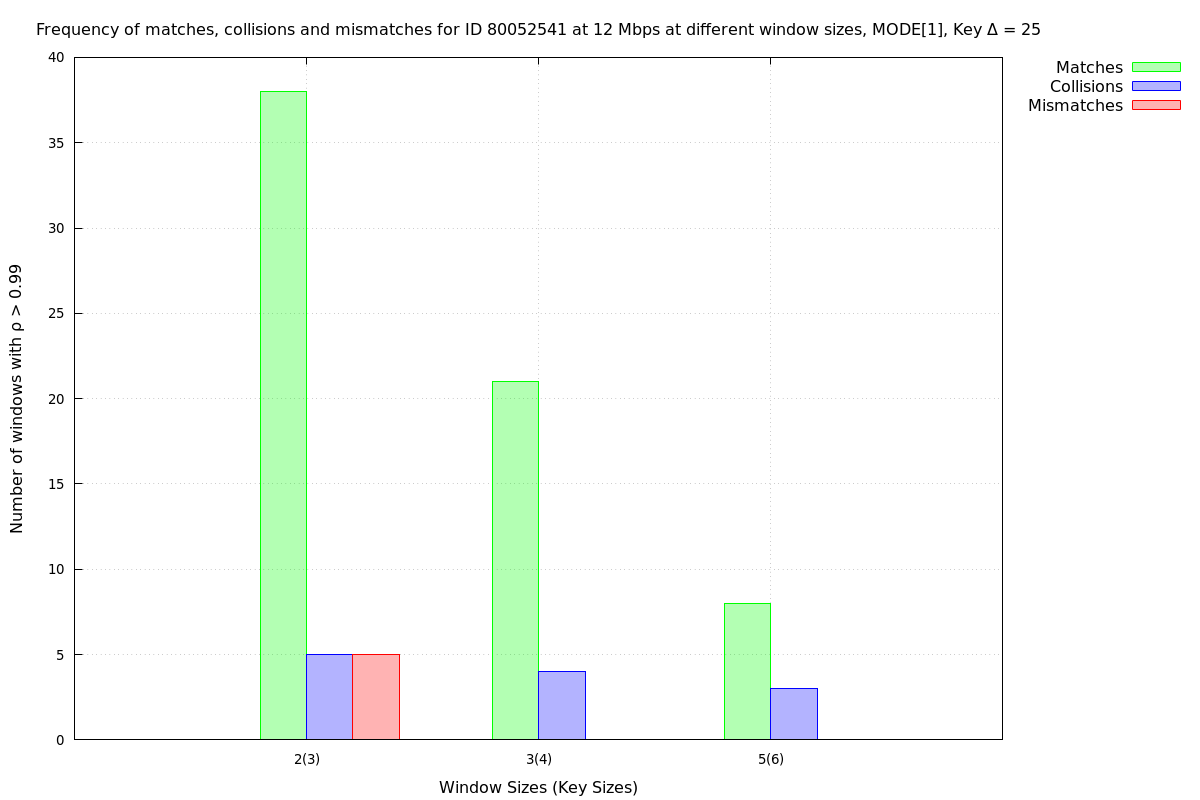 Frequency of matches, collisions and mismatches for ID 80052541 at 12 Mbps at different window sizes, MODE[1], Key Δ = 25
Matches
Collisions
Mismatches
Number of windows with ρ > 0.99
40
35
30
25
20
15
10
5
0
2(3)
3(4)
5(6)
Window Sizes (Key Sizes)